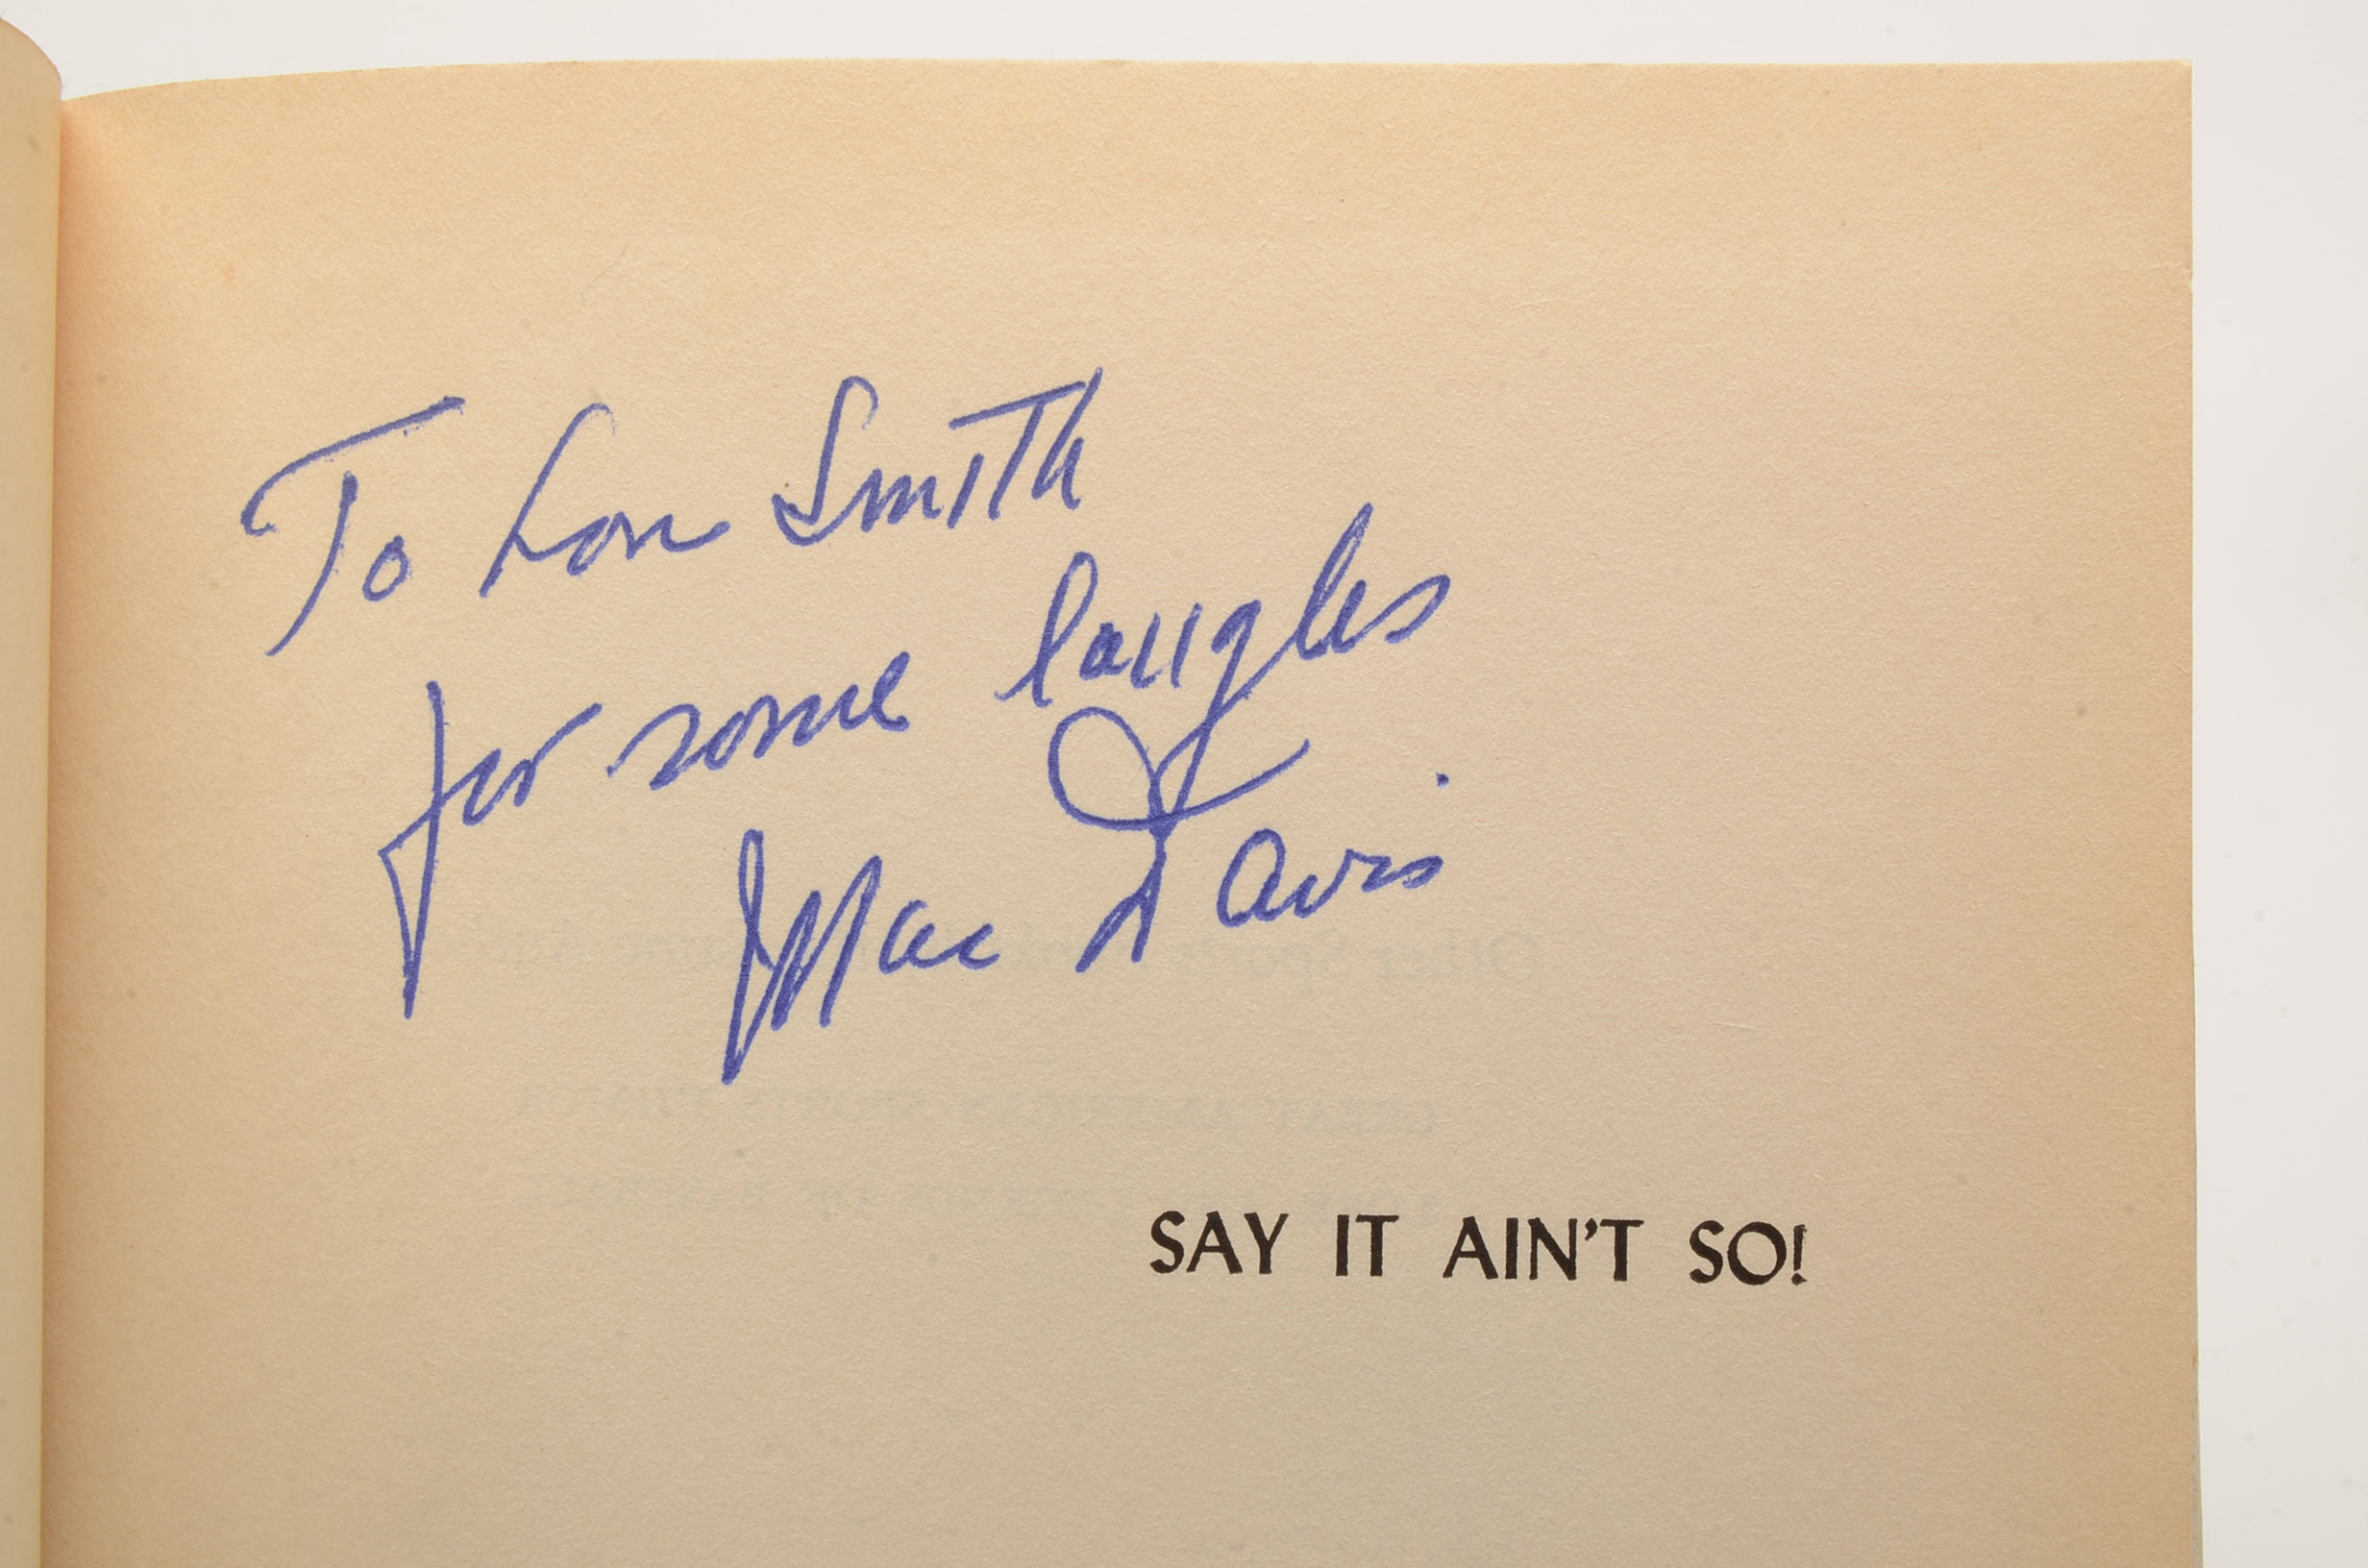 To Lon Smith
for some laughs
Mac Davis
SAY IT AIN'T SO!